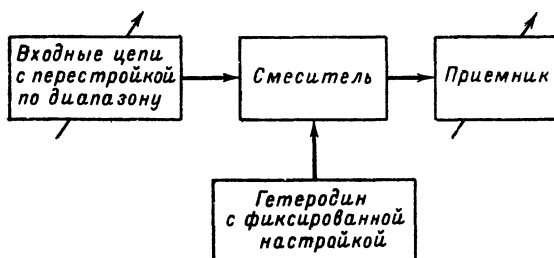 Входные цепи
с перестройкой
по диапазону
Смеситель
Приемник
Гетеродин
с фиксированной
настройкой